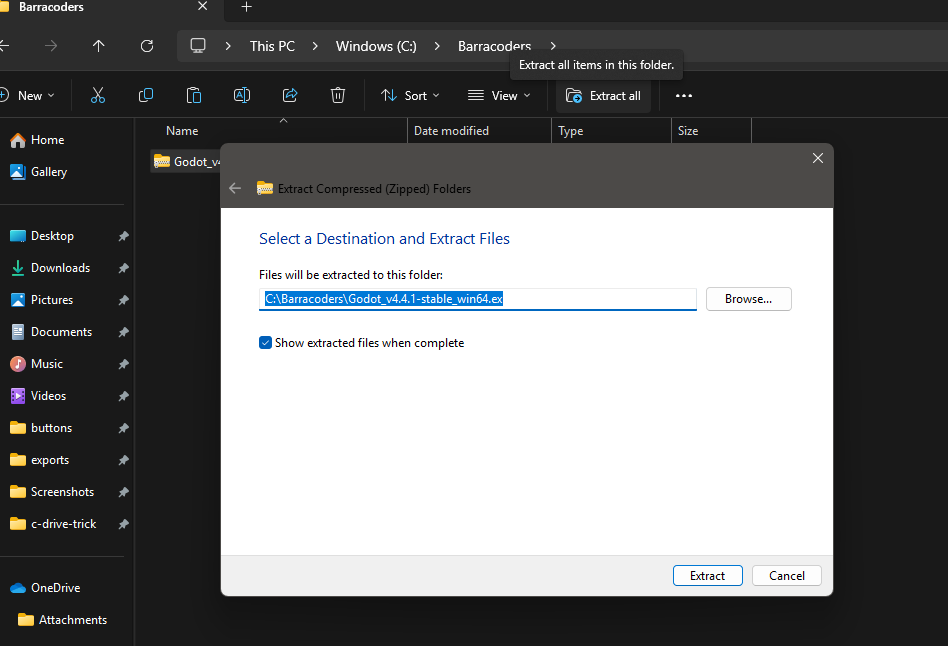 Barracoders
This PC
Windows (C:)
Barracoders
Extract all items in this folder.
New
Sort
View
Extract all
Name
Date modified
Type
Size
Home
Gallery
Desktop
Downloads
Pictures
Documents
Music
Videos
buttons
exports
Screenshots
c-drive-trick
OneDrive
Attachments
Godot_v4
Extract Compressed (Zipped) Folders
Select a Destination and Extract Files
Files will be extracted to this folder:
C:\Barracoders\Godot_v4.4.1-stable_win64.ex
Browse...
Show extracted files when complete
Extract
Cancel